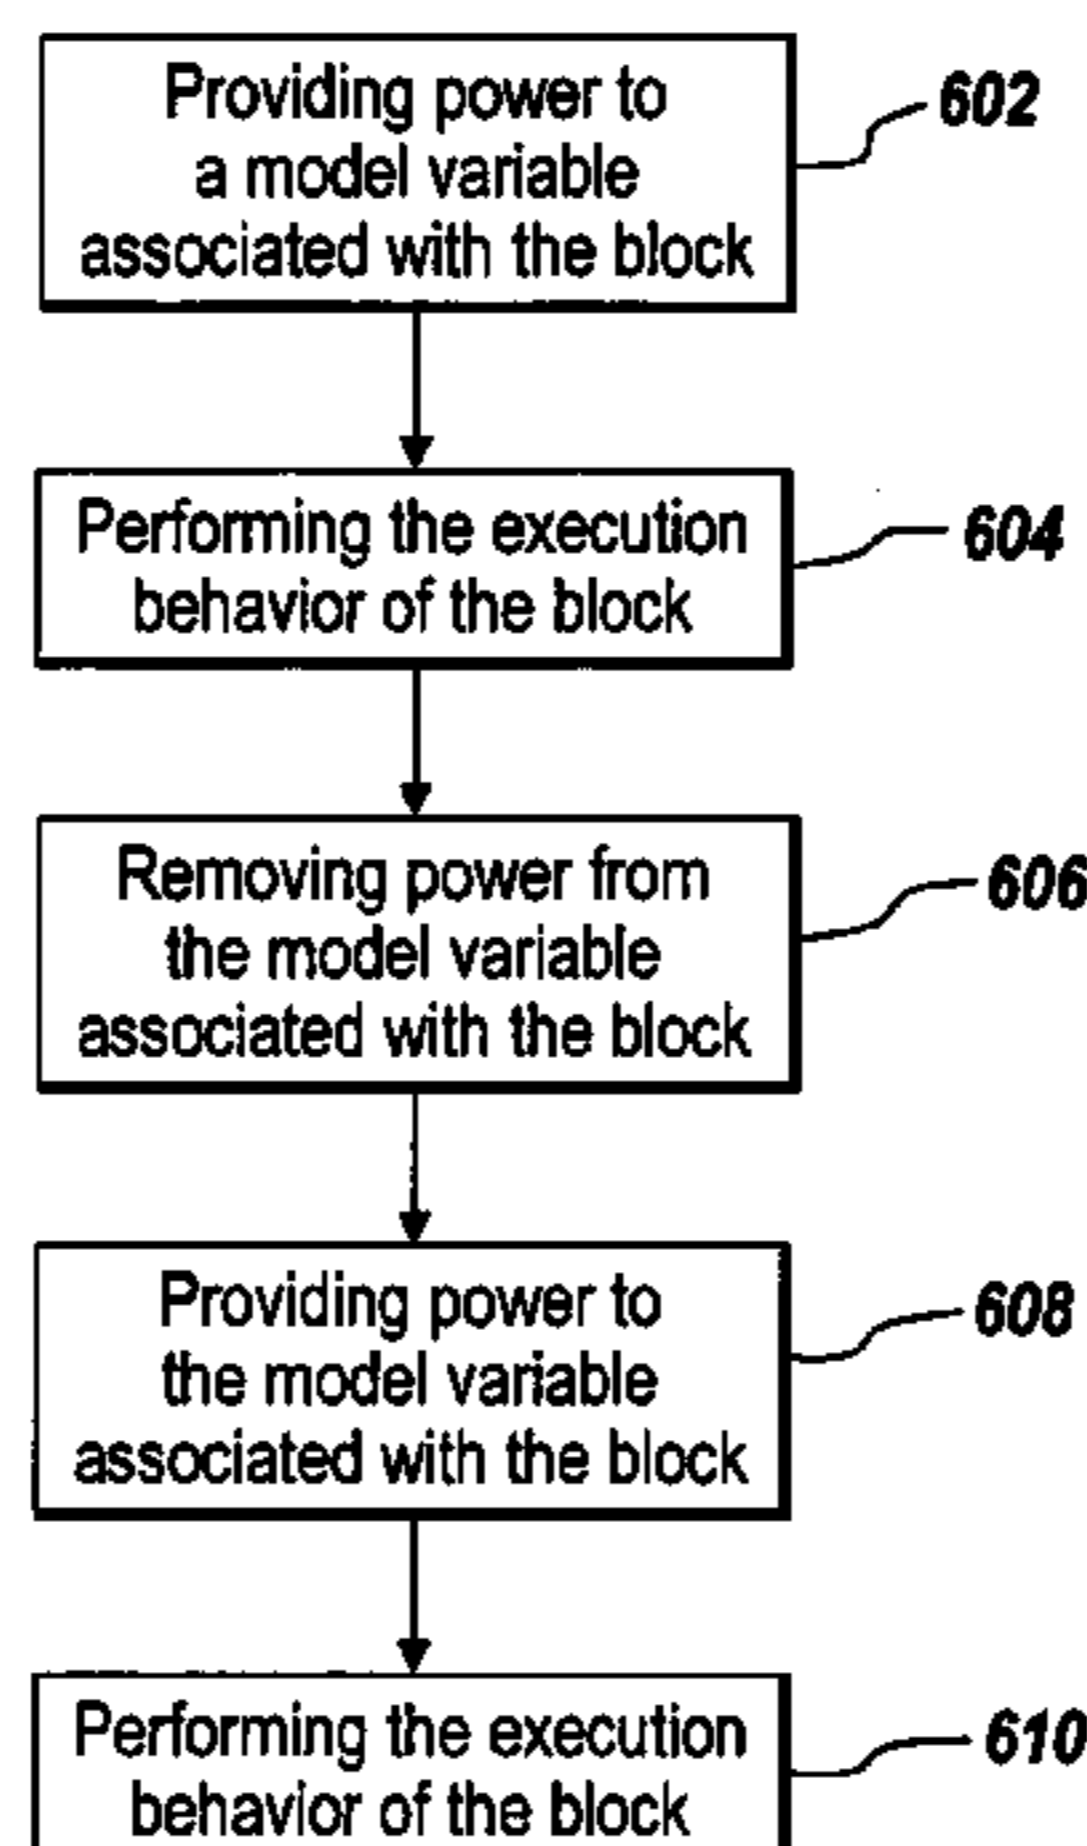 Providing power to
a model variable
associated with the block
602
Performing the execution
behavior of the block
604
Removing power from
the model variable
associated with the block
606
Providing power to
the model variable
associated with the block
608
Performing the execution
behavior of the block
610